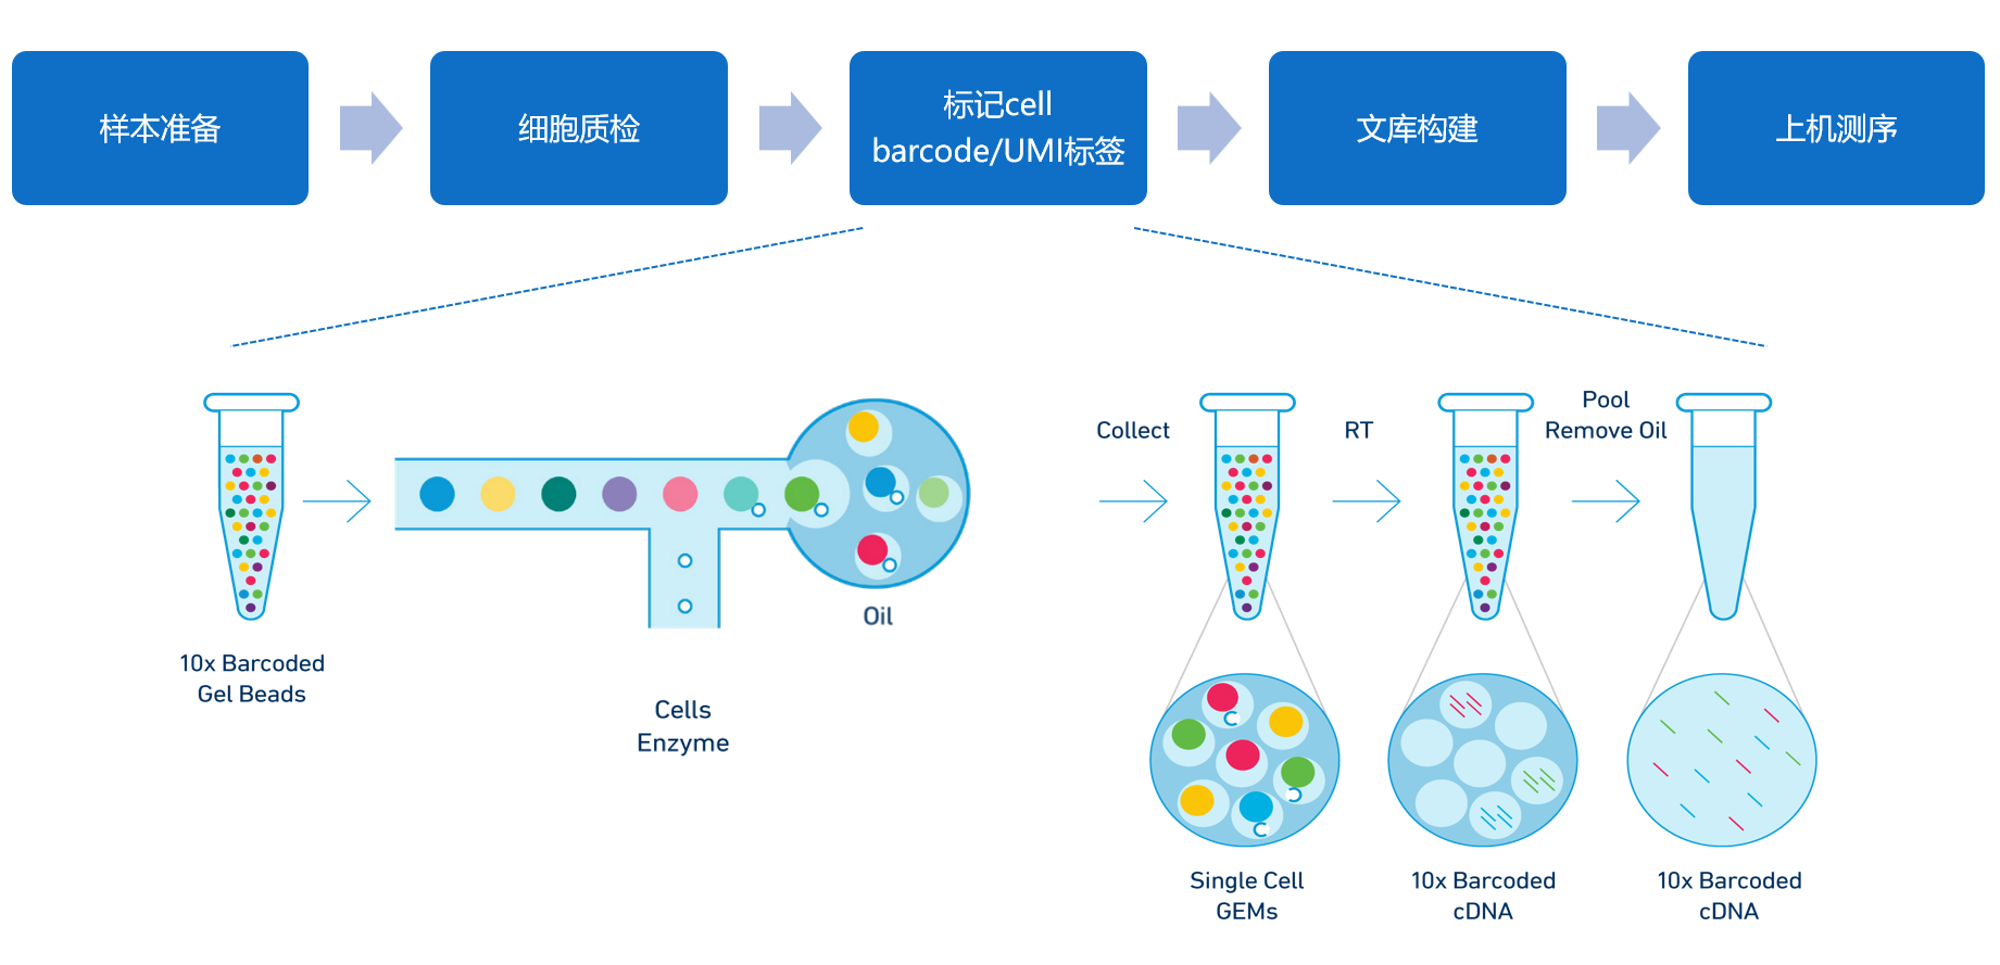 样本准备
细胞质检
标记cell
barcode/UMI标签
文库构建
上机测序
10x Barcoded
Gel Beads
Cells
Enzyme
Oil
Collect
RT
Pool
Remove Oil
Single Cell
GEMs
10x Barcoded
cDNA
10x Barcoded
cDNA